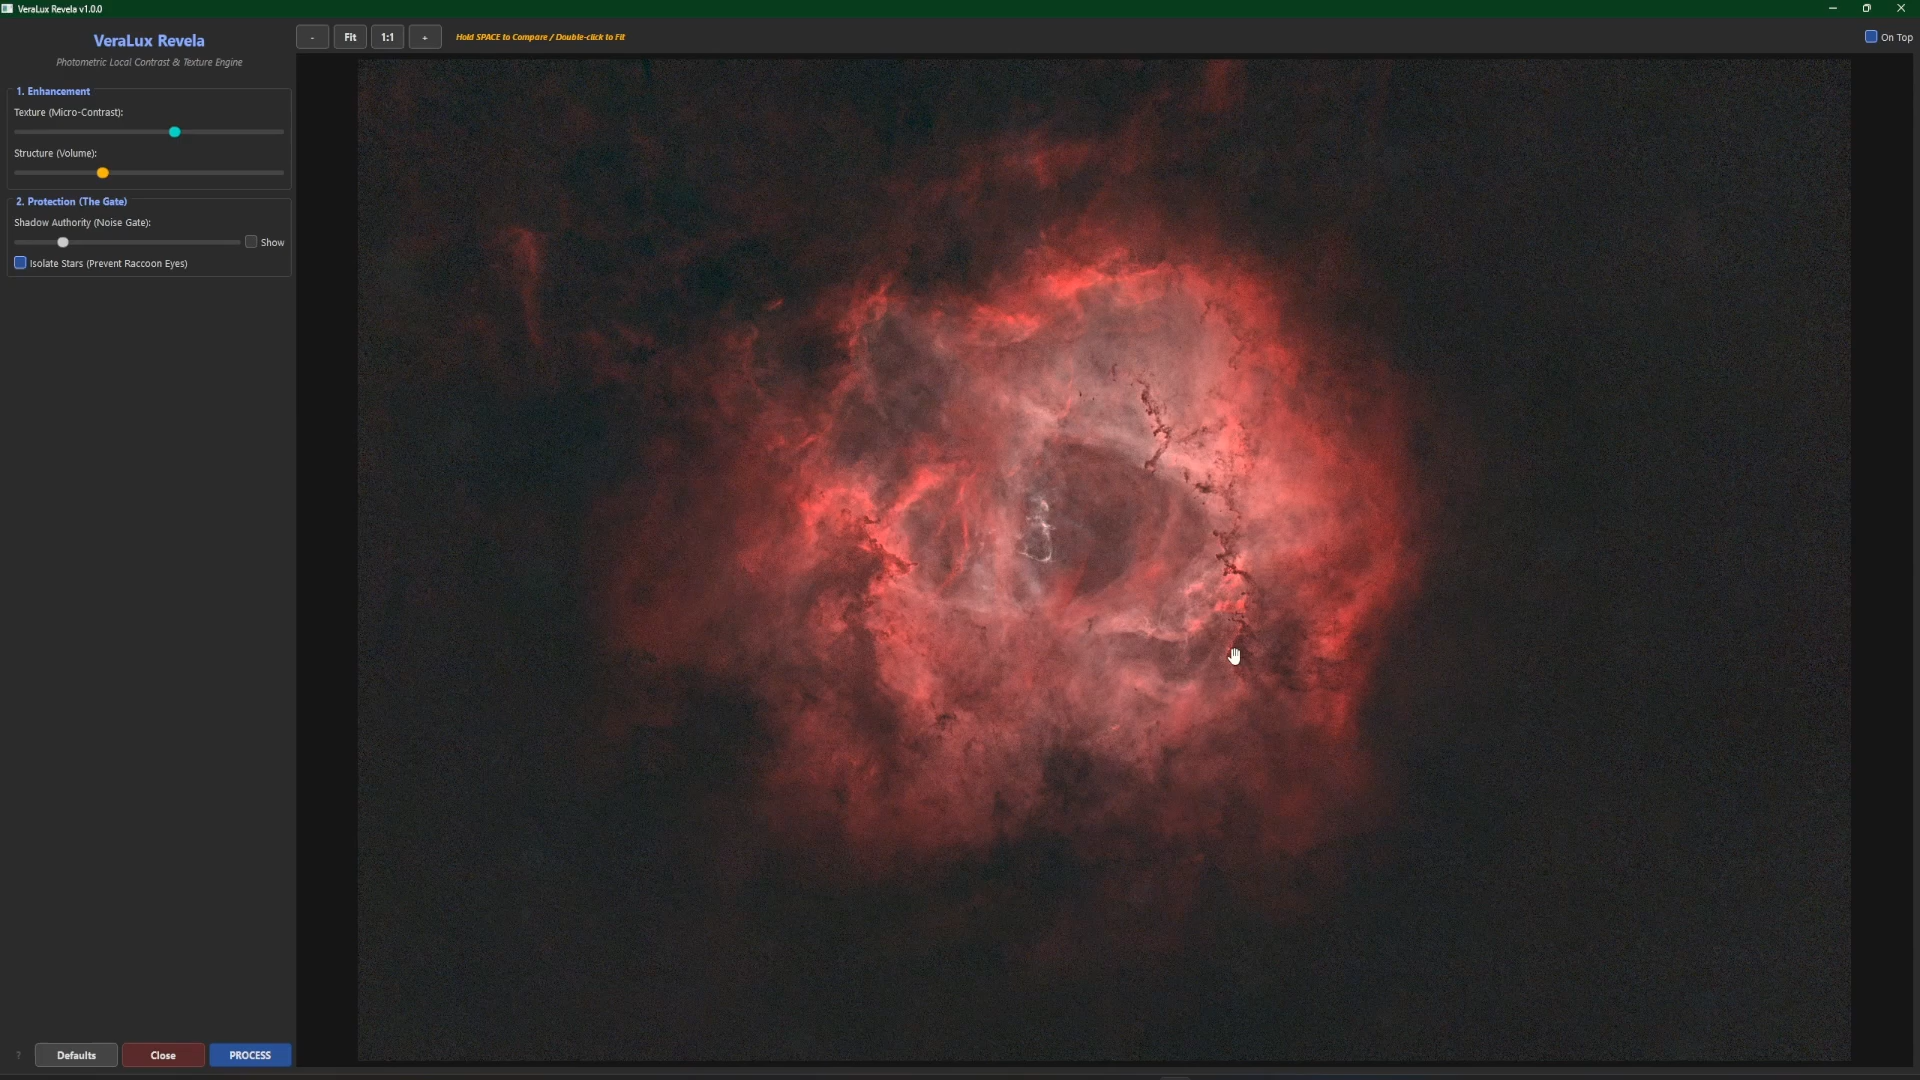 VeraLux Revela v1.0.0
VeraLux Revela
Photometric Local Contrast & Texture Engine
- Fit 1:1 + Hold SPACE to Compare / Double-click to Fit
On Top
1. Enhancement
Texture (Micro-Contrast):
Structure (Volume):
2. Protection (The Gate)
Shadow Authority (Noise Gate):
Show
Isolate Stars (Prevent Raccoon Eyes)
? Defaults Close PROCESS